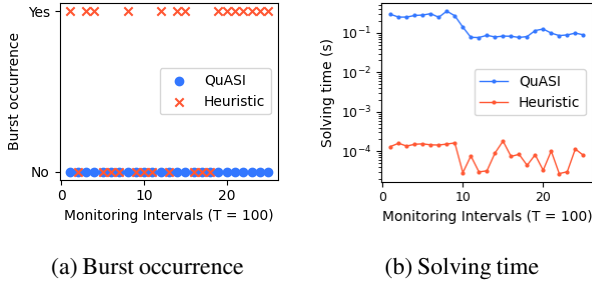 Yes
No
Burst occurrence
QuASI
Heuristic
0
10
20
Monitoring Intervals (T = 100)
(a) Burst occurrence
10⁻¹
10⁻²
10⁻³
10⁻⁴
Solving time (s)
QuASI
Heuristic
0
10
20
Monitoring Intervals (T = 100)
(b) Solving time